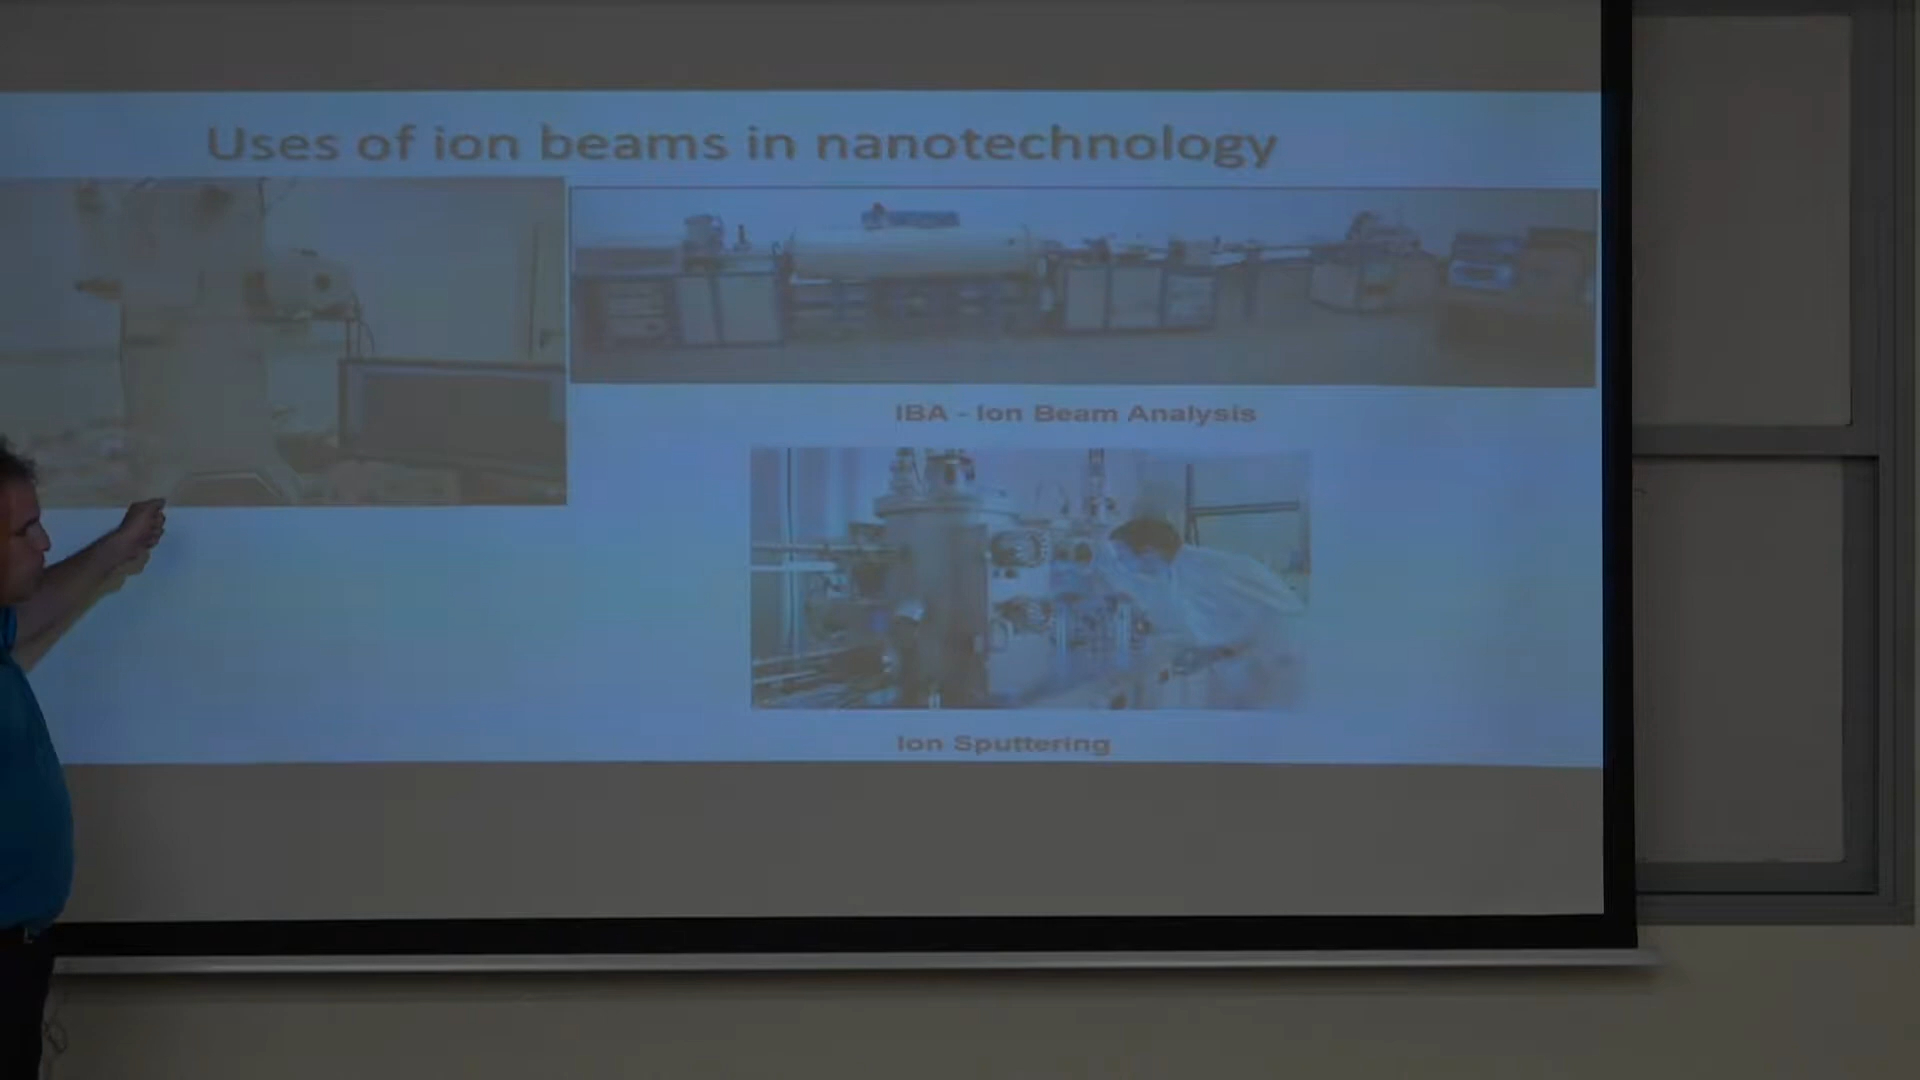 Uses of ion beams in nanotechnology
IBA - Ion Beam Analysis
Ion Sputtering